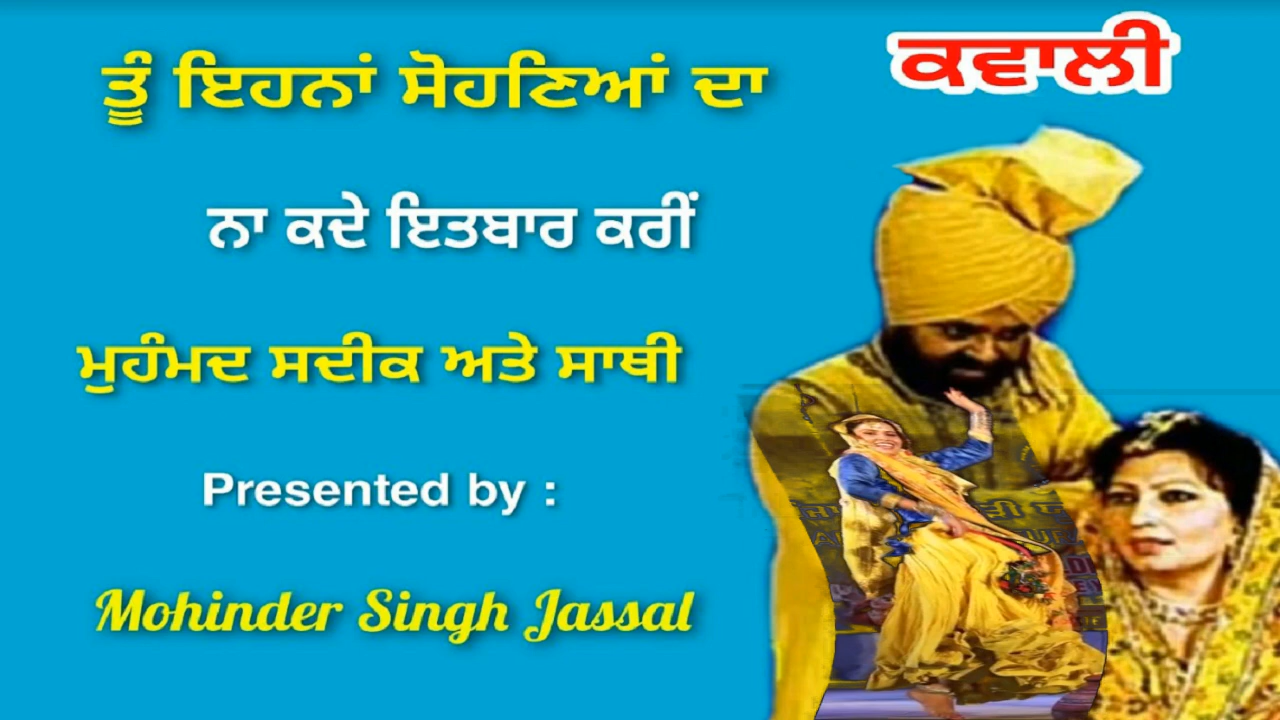 ਕਵਾਲੀ
ਤੂੰ ਇਹਨਾਂ ਸੋਹਣਿਆਂ ਦਾ
ਨਾ ਕਦੇ ਇਤਬਾਰ ਕਰੀਂ
ਮੁਹੰਮਦ ਸਦੀਕ ਅਤੇ ਸਾਥੀ
Presented by :
Mohinder Singh Jassal